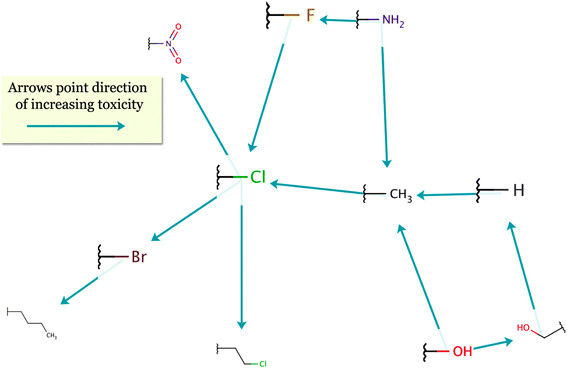 F
NH₂
N
O
O
Arrows point direction
of increasing toxicity
Cl
CH₃
H
Br
CH₃
Cl
OH
HO